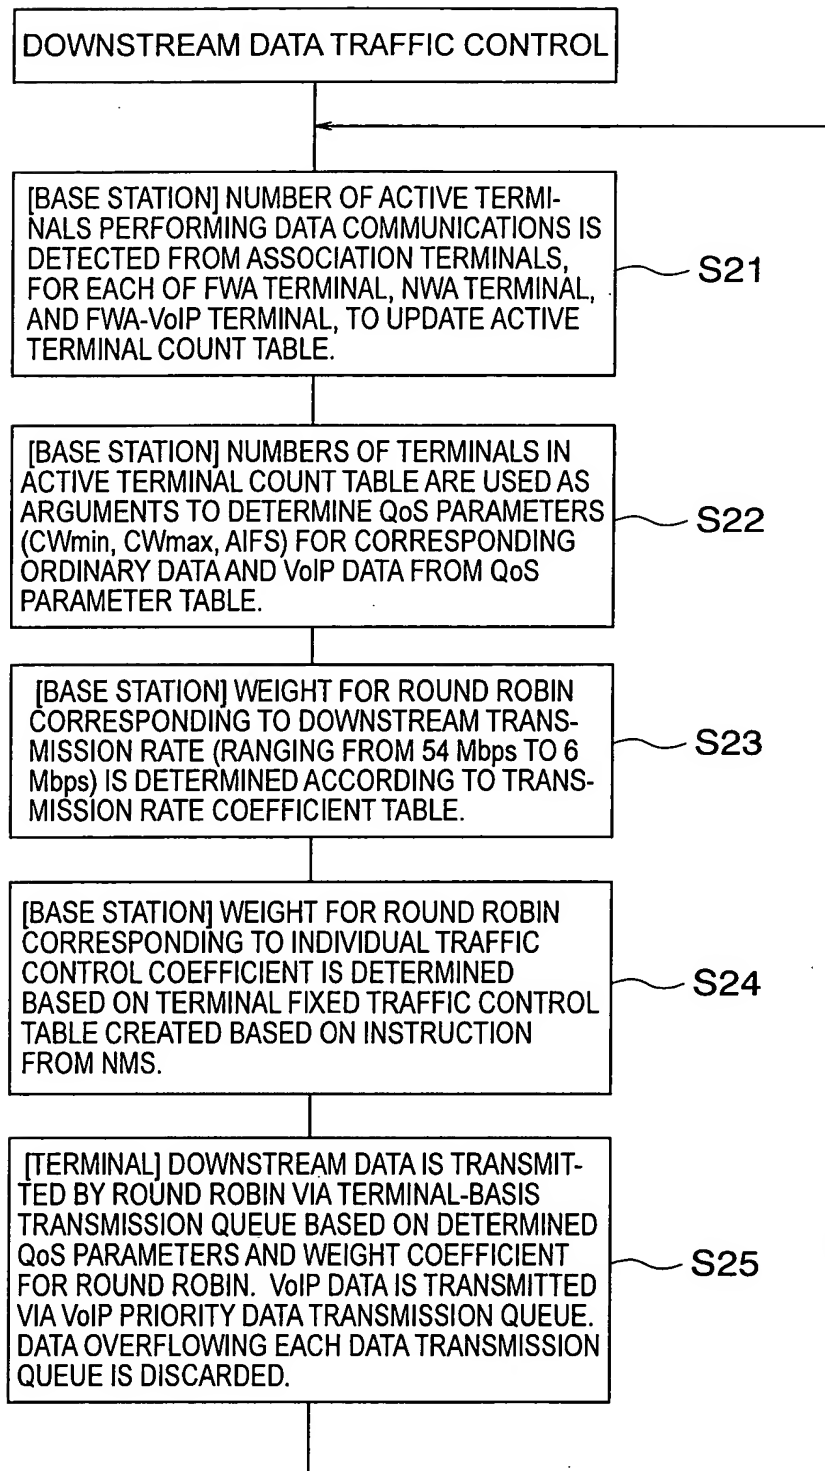 DOWNSTREAM DATA TRAFFIC CONTROL
[BASE STATION] NUMBER OF ACTIVE TERMI-
NALS PERFORMING DATA COMMUNICATIONS IS
DETECTED FROM ASSOCIATION TERMINALS,
FOR EACH OF FWA TERMINAL, NWA TERMINAL,
AND FWA-VoIP TERMINAL, TO UPDATE ACTIVE
TERMINAL COUNT TABLE.
S21
[BASE STATION] NUMBERS OF TERMINALS IN
ACTIVE TERMINAL COUNT TABLE ARE USED AS
ARGUMENTS TO DETERMINE QoS PARAMETERS
(CWmin, CWmax, AIFS) FOR CORRESPONDING
ORDINARY DATA AND VoIP DATA FROM QoS
PARAMETER TABLE.
S22
[BASE STATION] WEIGHT FOR ROUND ROBIN
CORRESPONDING TO DOWNSTREAM TRANS-
MISSION RATE (RANGING FROM 54 Mbps TO 6
Mbps) IS DETERMINED ACCORDING TO TRANS-
MISSION RATE COEFFICIENT TABLE.
S23
[BASE STATION] WEIGHT FOR ROUND ROBIN
CORRESPONDING TO INDIVIDUAL TRAFFIC
CONTROL COEFFICIENT IS DETERMINED
BASED ON TERMINAL FIXED TRAFFIC CONTROL
TABLE CREATED BASED ON INSTRUCTION
FROM NMS.
S24
[TERMINAL] DOWNSTREAM DATA IS TRANSMIT-
TED BY ROUND ROBIN VIA TERMINAL-BASIS
TRANSMISSION QUEUE BASED ON DETERMINED
QoS PARAMETERS AND WEIGHT COEFFICIENT
FOR ROUND ROBIN. VoIP DATA IS TRANSMITTED
VIA VoIP PRIORITY DATA TRANSMISSION QUEUE.
DATA OVERFLOWING EACH DATA TRANSMISSION
QUEUE IS DISCARDED.
S25